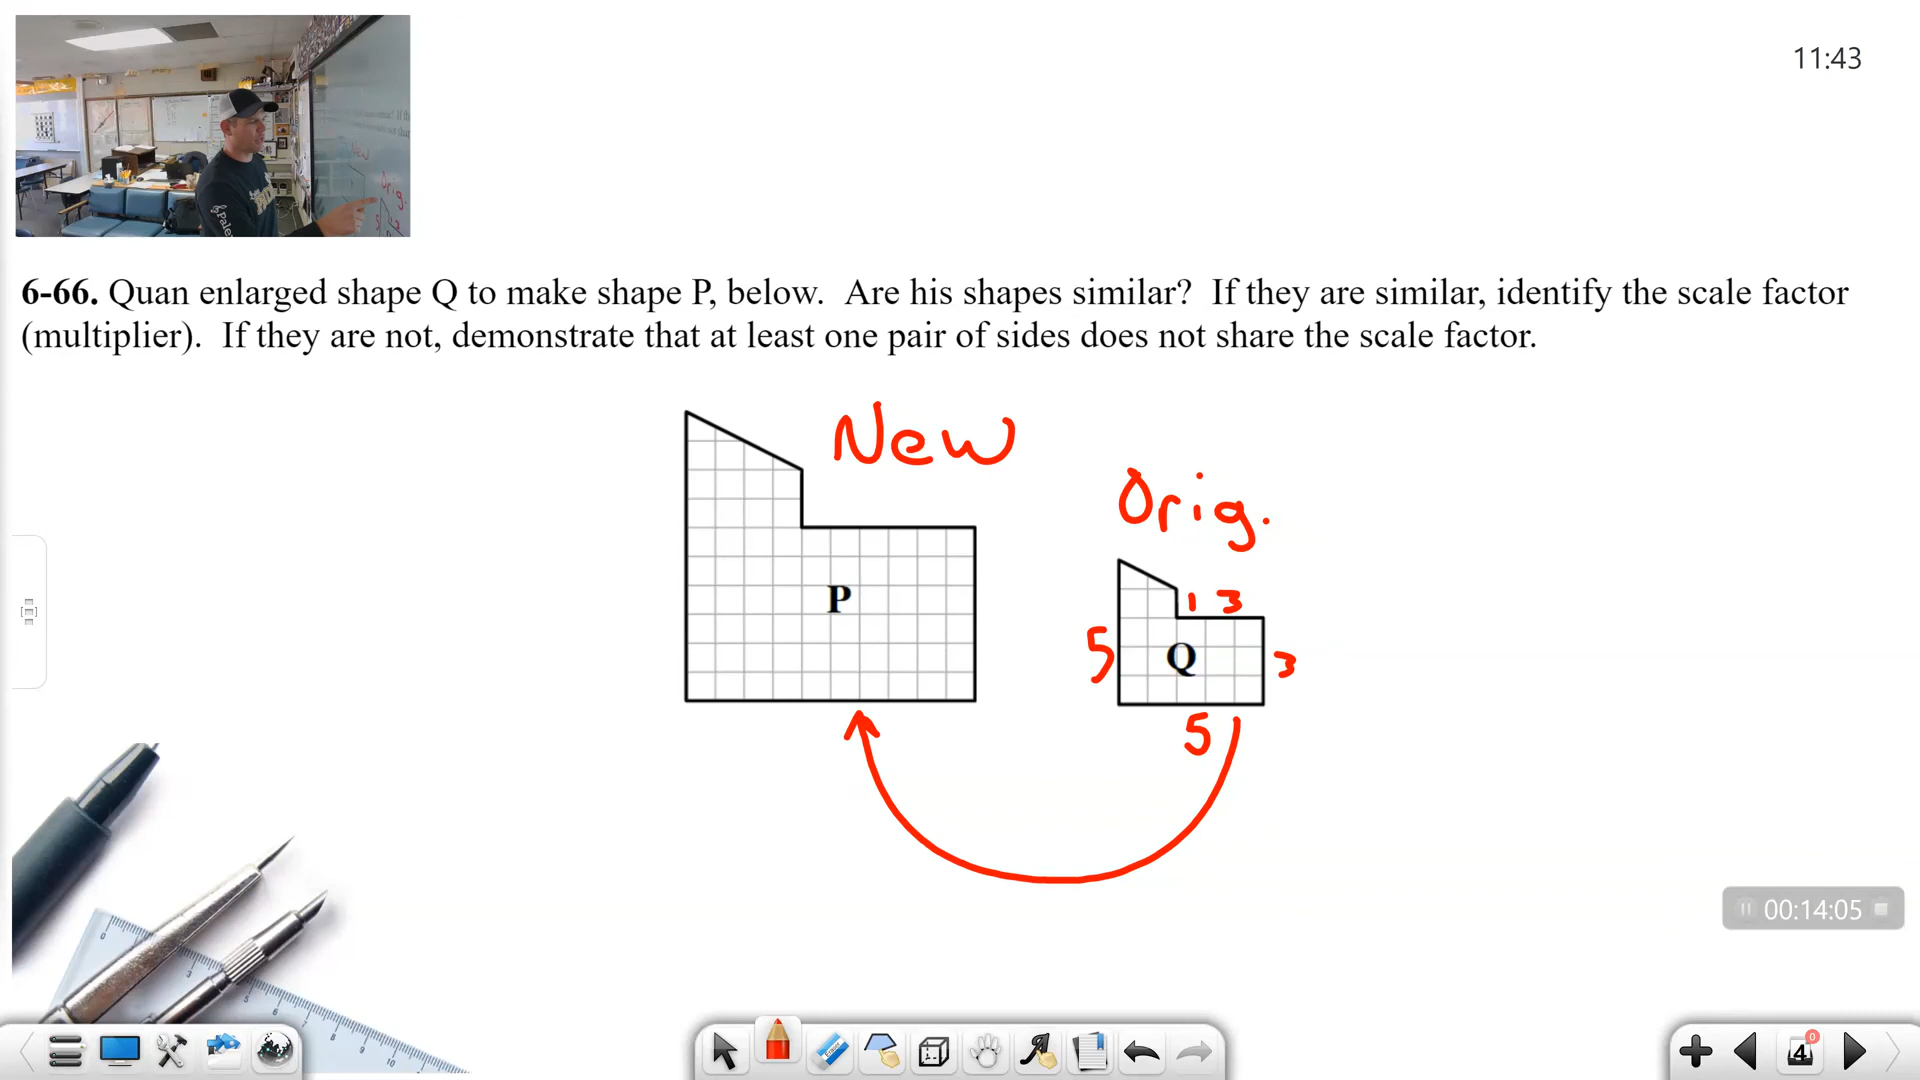 11:43
6-66. Quan enlarged shape Q to make shape P, below. Are his shapes similar? If they are similar, identify the scale factor
(multiplier). If they are not, demonstrate that at least one pair of sides does not share the scale factor.
New
Orig.
1 3
P
5
Q
3
5
00:14:05
4
0